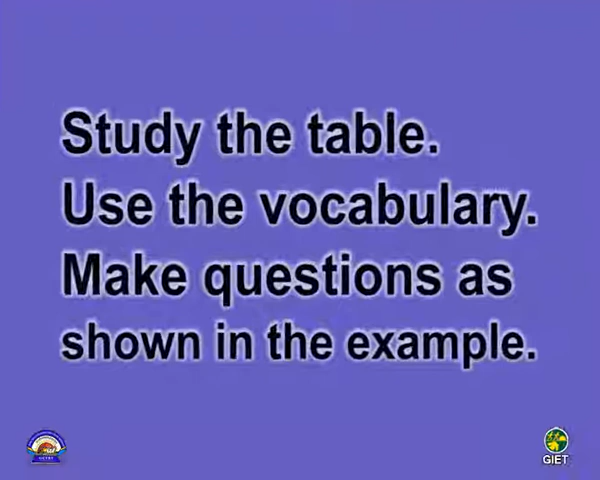 Study the table.
Use the vocabulary.
Make questions as
shown in the example.
GIET